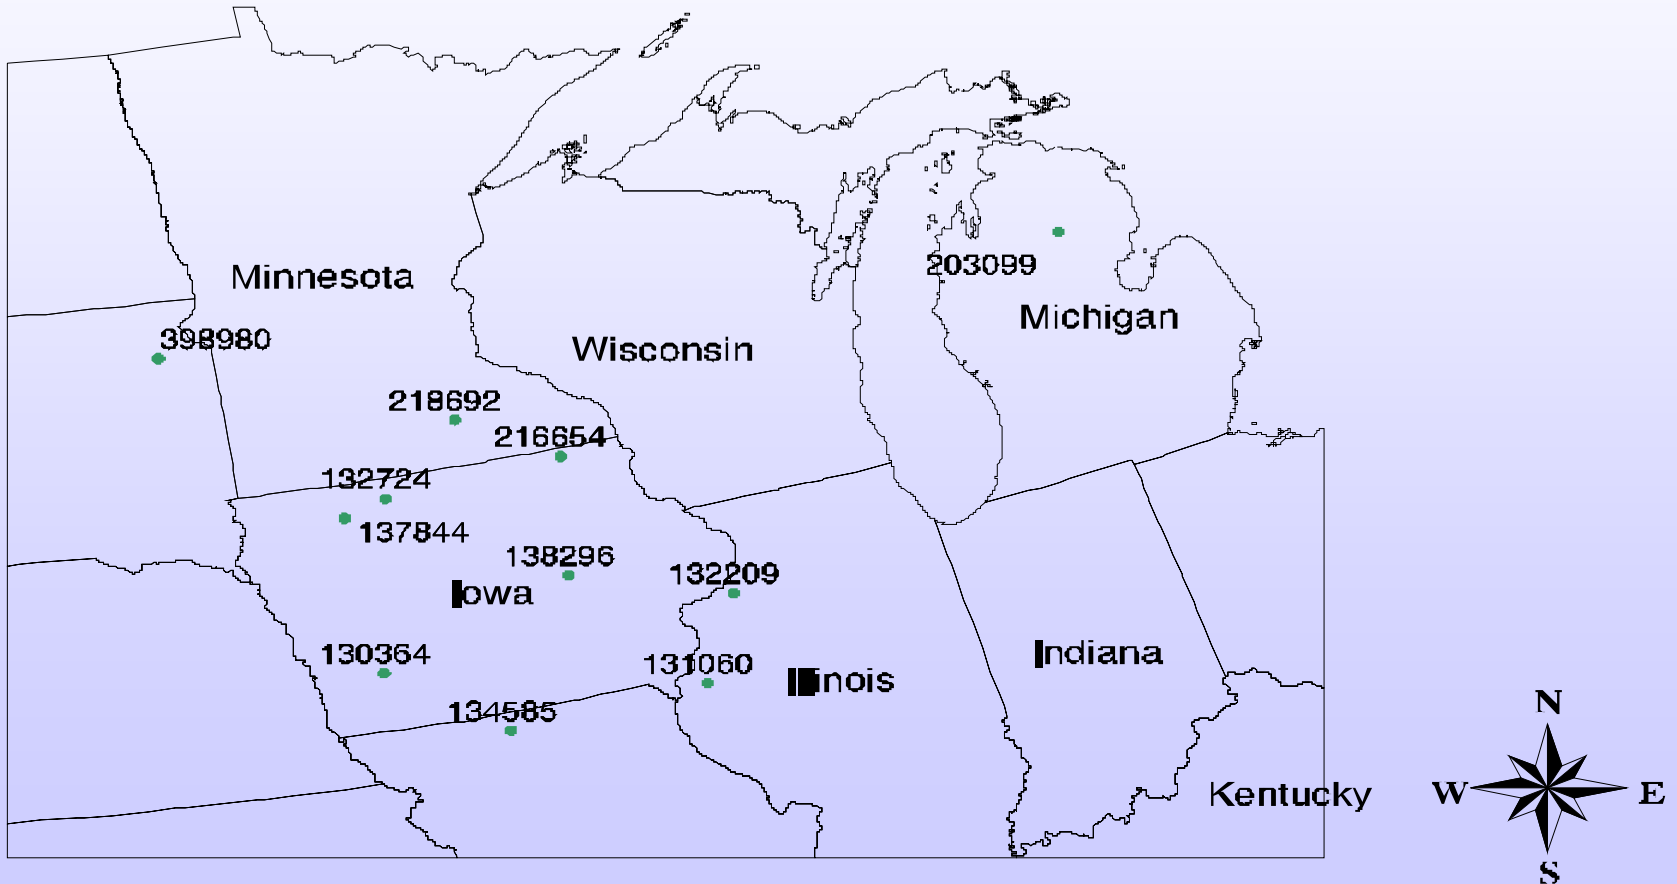 203099
Minnesota
Michigan
398980
Wisconsin
218692
216654
132724
137844
138296
132209
Iowa
130364
131060
Indiana
Illinois
134585
N
Kentucky
W
E
S